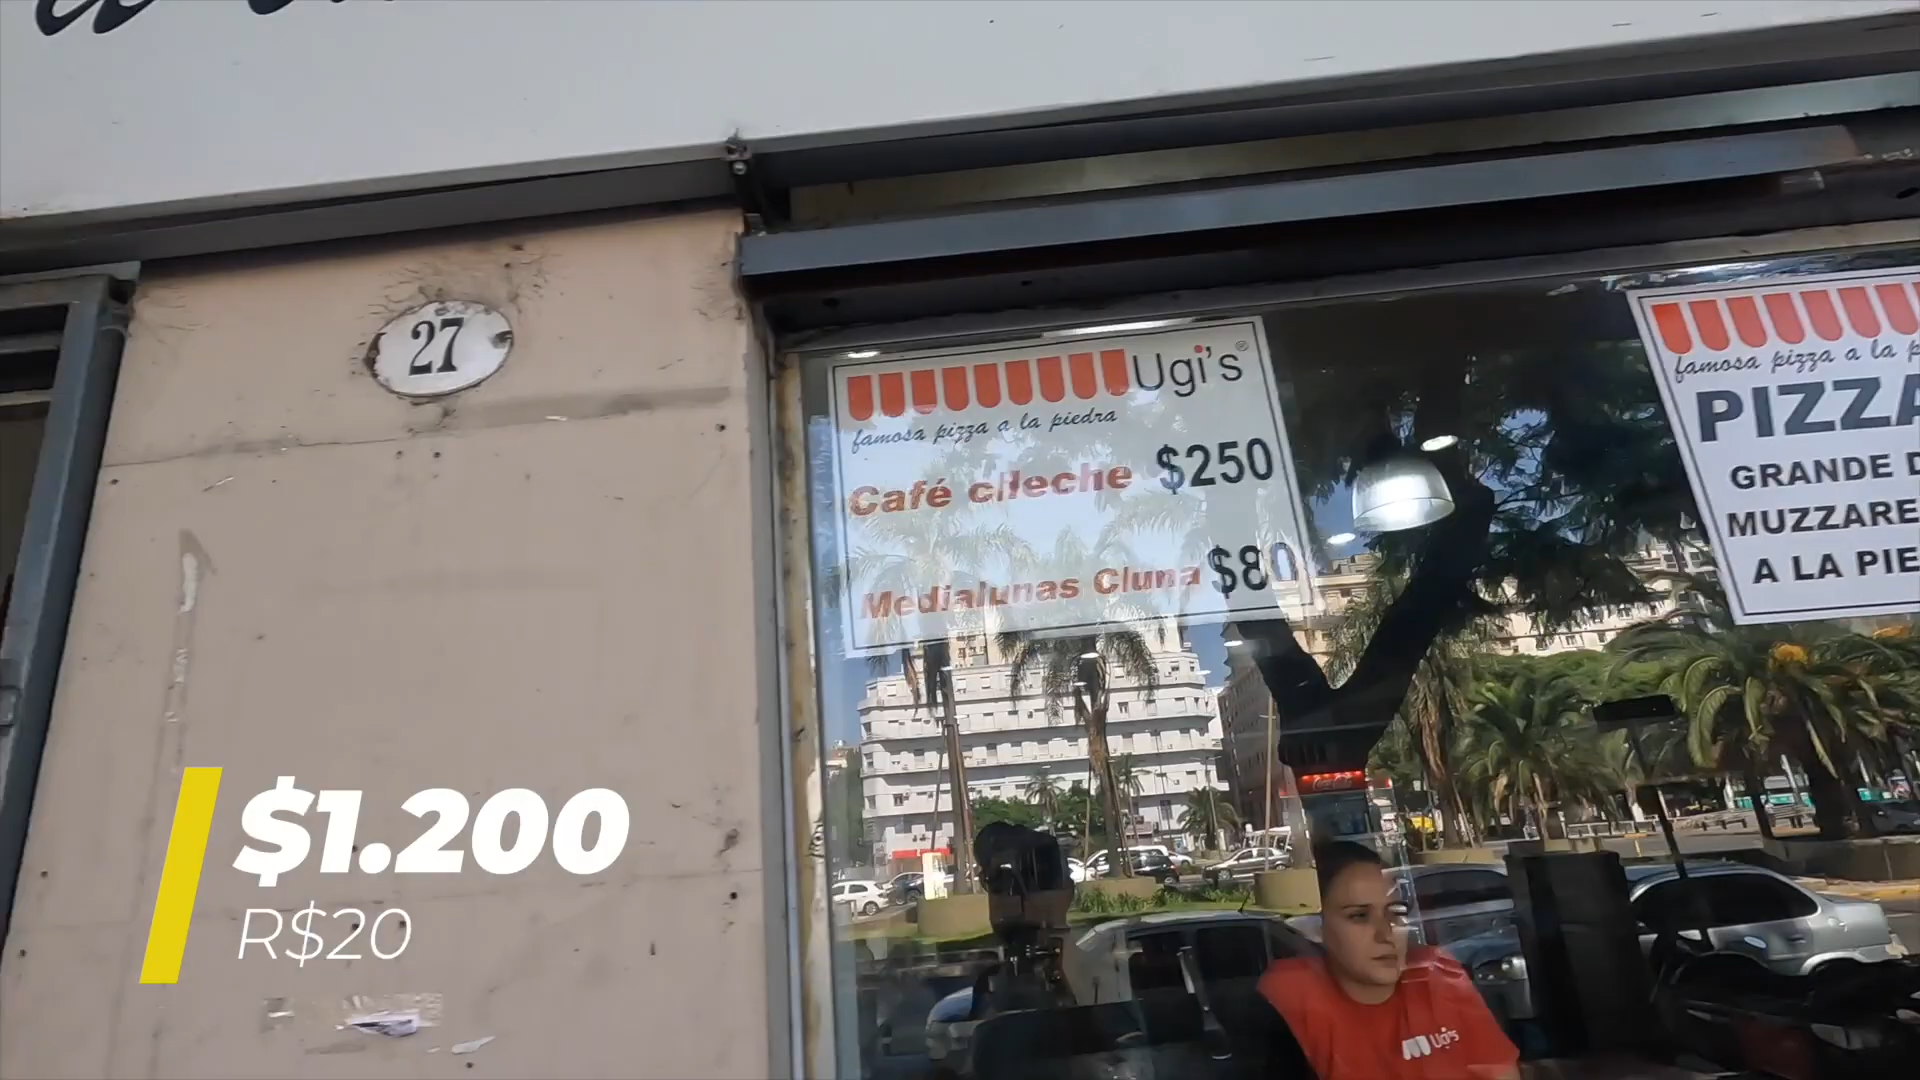 27
Ugi's®
famosa pizza a la piedra
Café c/leche $250
Medialunas C/una $80
famosa pizza a la p
PIZZA
GRANDE D
MUZZARE
A LA PIE
$1.200
R$20
Ugi's